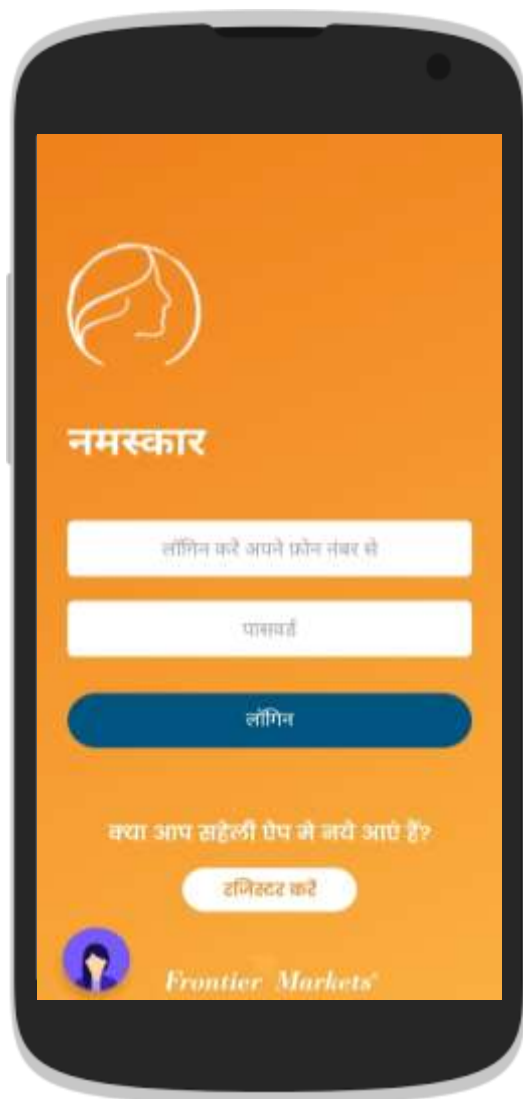 नमस्कार
लॉगिन करें अपने फ़ोन नंबर से
पासवर्ड
लॉगिन
क्या आप सहेली ऐप मे नये आएं हैं?
रजिस्टर करें
Frontier Markets